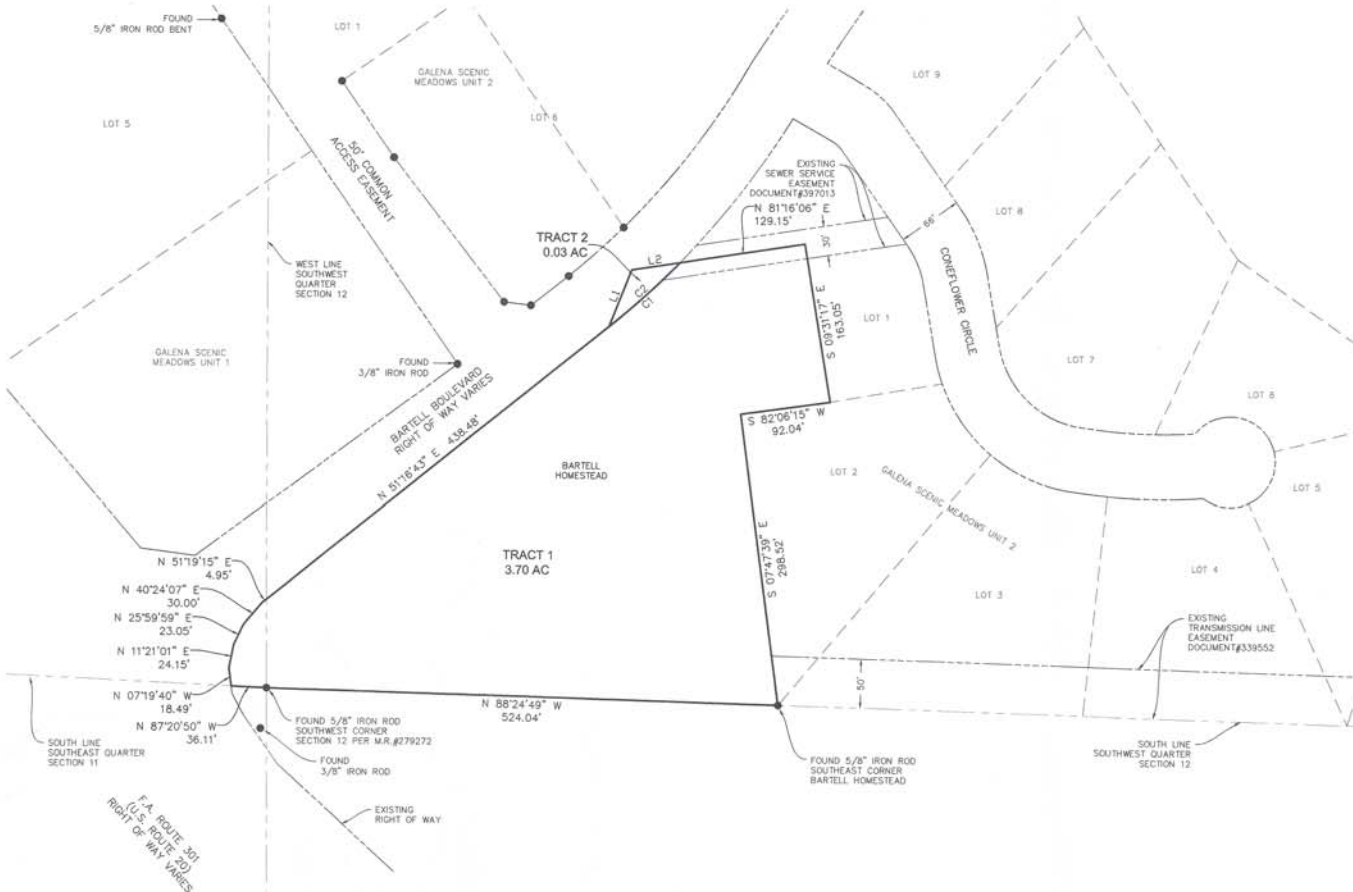 FOUND
5/8" IRON ROD BENT
LOT 1
GALENA SCENIC
MEADOWS UNIT 2
LOT 6
LOT 9
LOT 5
50' COMMON
ACCESS EASEMENT
EXISTING
SEWER SERVICE
EASEMENT
DOCUMENT#397013
N 81°16'06" E
129.15'
30'
66'
LOT 8
TRACT 2
0.03 AC
L2
L1
C2
C1
WEST LINE
SOUTHWEST
QUARTER
SECTION 12
CONEFLOWER CIRCLE
S 09°31'17" E
163.05'
LOT 1
GALENA SCENIC
MEADOWS UNIT 1
FOUND
3/8" IRON ROD
LOT 7
LOT 6
BARTELL BOULEVARD
RIGHT OF WAY VARIES
N 51°16'43" E 438.48'
S 82°06'15" W
92.04'
BARTELL
HOMESTEAD
LOT 2
GALENA SCENIC MEADOWS UNIT 2
LOT 5
TRACT 1
3.70 AC
S 07°47'39" E
298.52'
N 51°19'15" E
4.95'
N 40°24'07" E
30.00'
N 25°59'59" E
23.05'
N 11°21'01" E
24.15'
N 07°19'40" W
18.49'
N 87°20'50" W
36.11'
LOT 3
LOT 4
EXISTING
TRANSMISSION LINE
EASEMENT
DOCUMENT#339552
50'
N 88°24'49" W
524.04'
SOUTH LINE
SOUTHEAST QUARTER
SECTION 11
FOUND 5/8" IRON ROD
SOUTHWEST CORNER
SECTION 12 PER M.R.#279272
FOUND
3/8" IRON ROD
FOUND 5/8" IRON ROD
SOUTHEAST CORNER
BARTELL HOMESTEAD
SOUTH LINE
SOUTHWEST QUARTER
SECTION 12
EXISTING
RIGHT OF WAY
F.A. ROUTE 301
(U.S. ROUTE 20)
RIGHT OF WAY VARIES